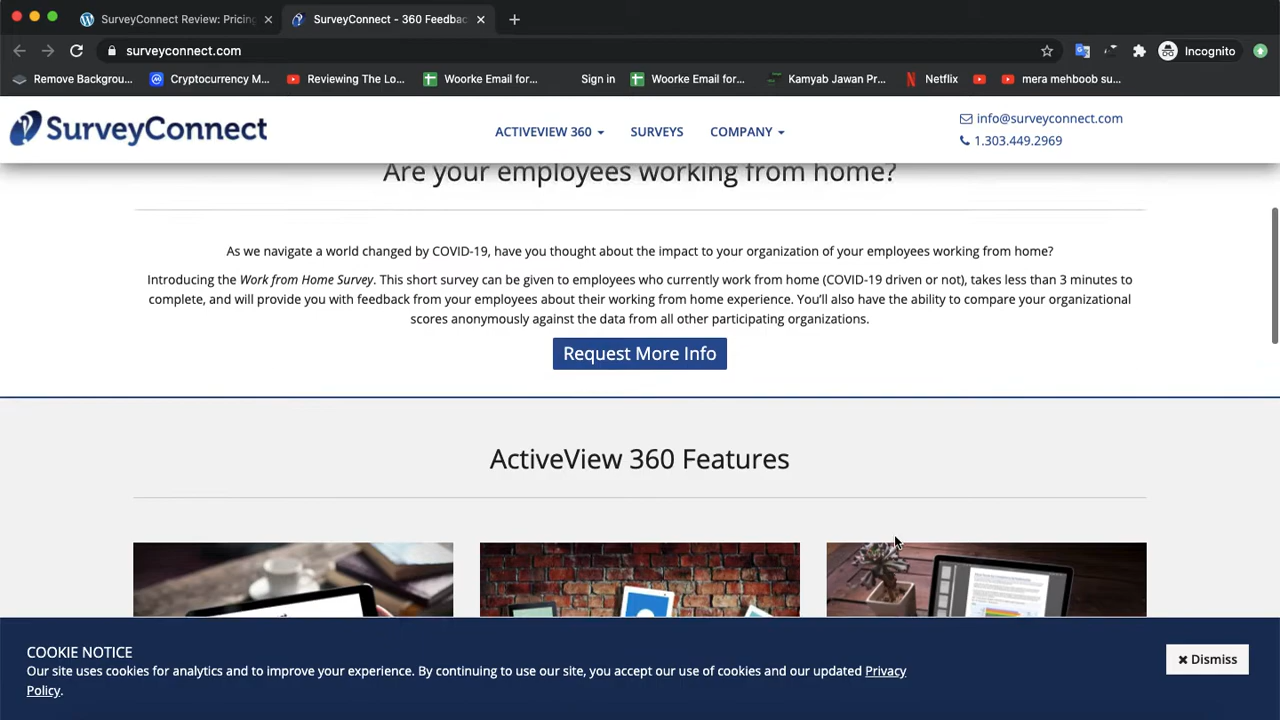 SurveyConnect Review: Pricing
SurveyConnect - 360 Feedbac
surveyconnect.com
Incognito
Remove Backgrou...
Cryptocurrency M...
Reviewing The Lo...
Woorke Email for...
Sign in
Woorke Email for...
Kamyab Jawan Pr...
Netflix
mera mehboob su...
SurveyConnect
ACTIVEVIEW 360
SURVEYS
COMPANY
info@surveyconnect.com
1.303.449.2969
Are your employees working from home?
As we navigate a world changed by COVID-19, have you thought about the impact to your organization of your employees working from home?
Introducing the Work from Home Survey. This short survey can be given to employees who currently work from home (COVID-19 driven or not), takes less than 3 minutes to
complete, and will provide you with feedback from your employees about their working from home experience. You'll also have the ability to compare your organizational
scores anonymously against the data from all other participating organizations.
Request More Info
ActiveView 360 Features
COOKIE NOTICE
Our site uses cookies for analytics and to improve your experience. By continuing to use our site, you accept our use of cookies and our updated Privacy
Policy.
Dismiss